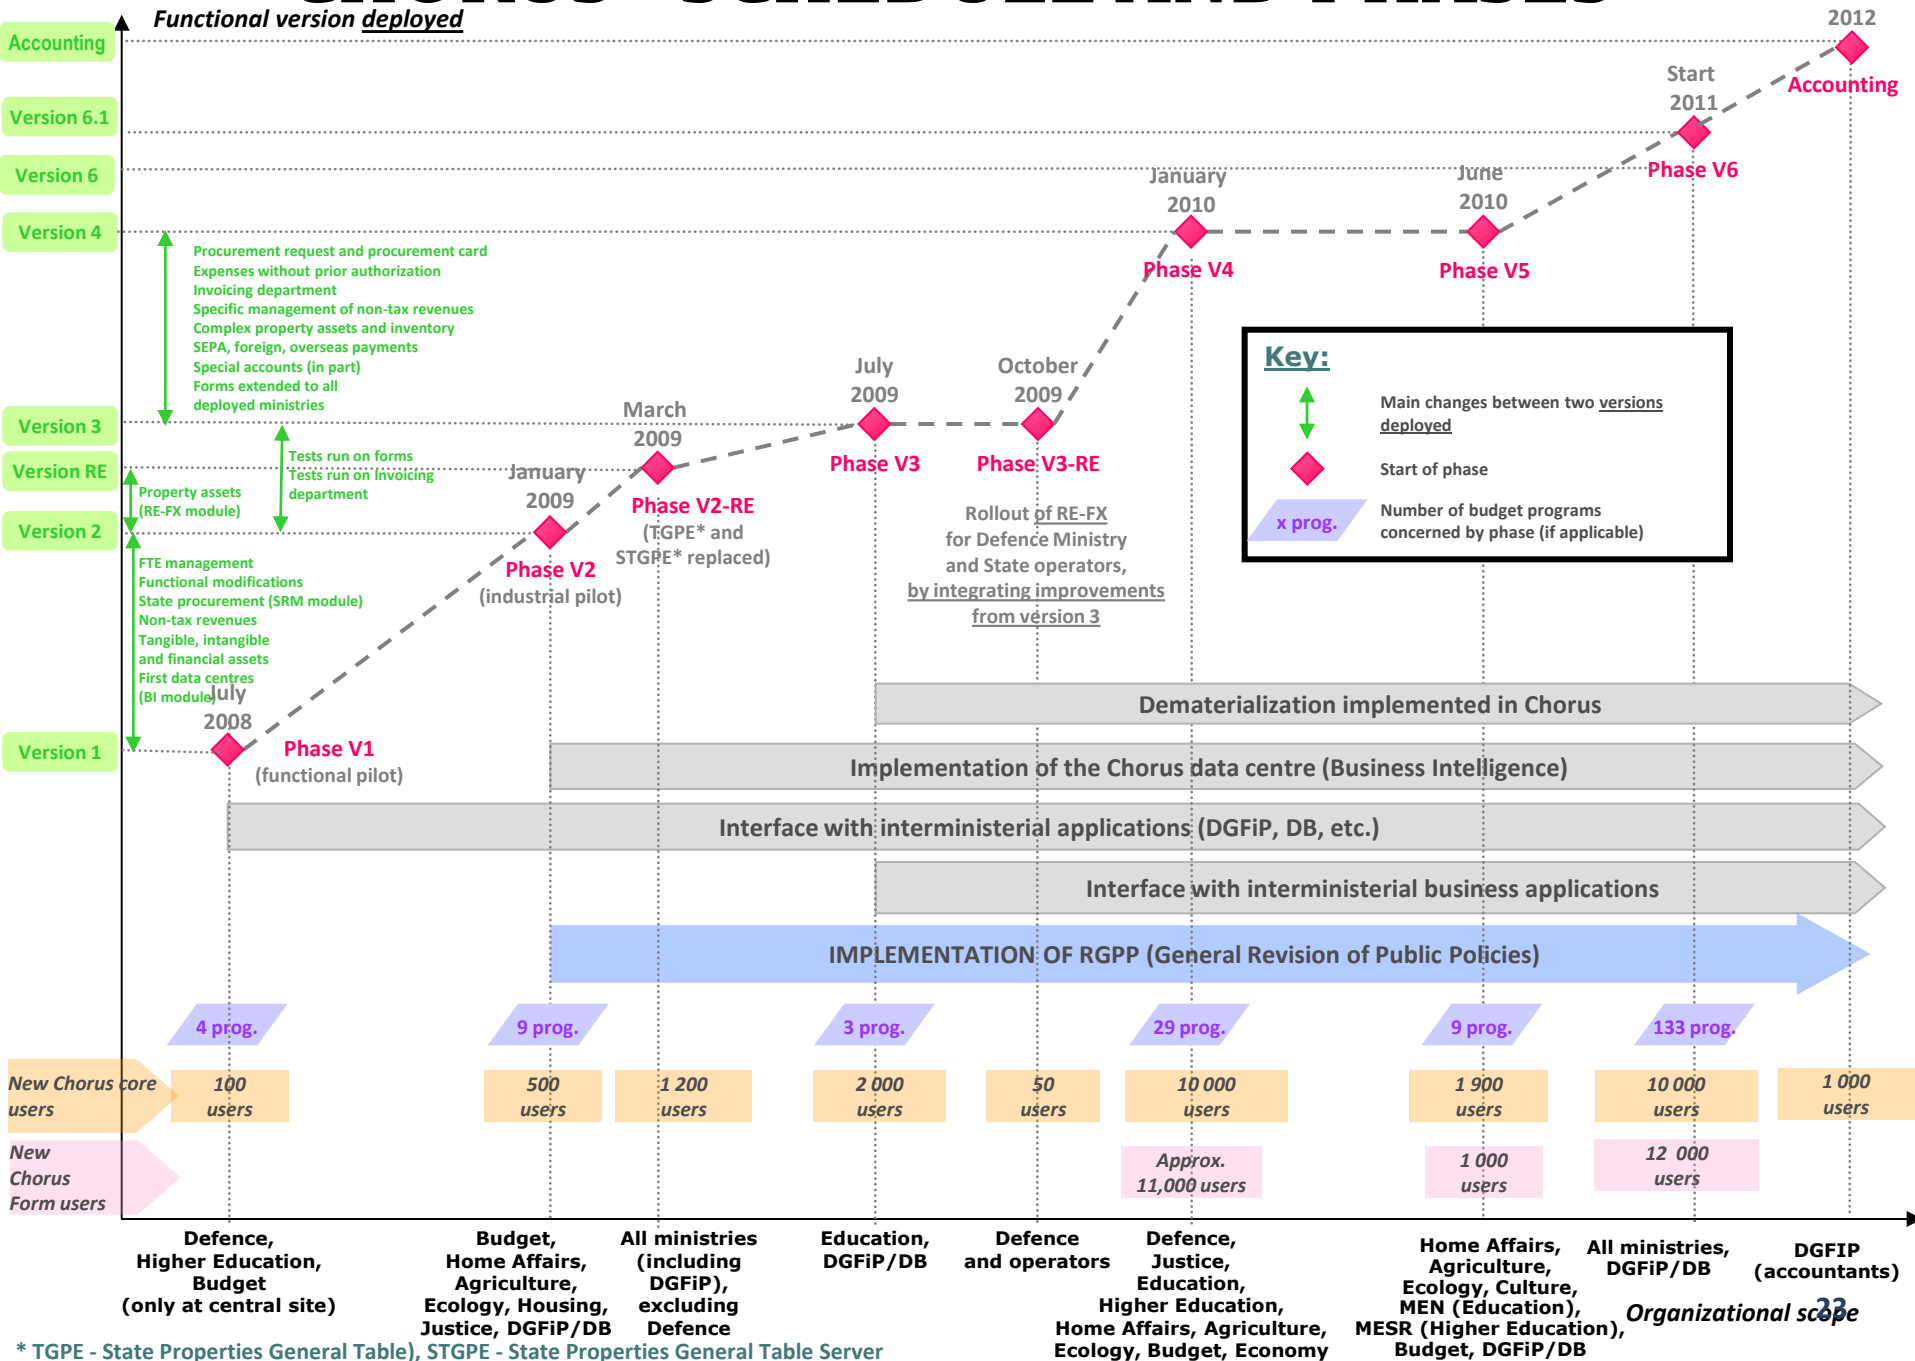 CHORUS - SCHEDULE AND PHASES
Functional version deployed
Accounting
Version 6.1
Version 6
Version 4
Version 3
Version RE
Version 2
Version 1
2012
Accounting
Start
2011
Phase V6
January
2010
Phase V4
June
2010
Phase V5
Procurement request and procurement card
Expenses without prior authorization
Invoicing department
Specific management of non-tax revenues
Complex property assets and inventory
SEPA, foreign, overseas payments
Special accounts (in part)
Forms extended to all
deployed ministries
July
2009
Phase V3
October
2009
Phase V3-RE
Rollout of RE-FX
for Defence Ministry
and State operators,
by integrating improvements
from version 3
March
2009
Phase V2-RE
(TGPE* and
STGPE* replaced)
Tests run on forms
Tests run on Invoicing
department
January
2009
Phase V2
(industrial pilot)
Property assets
(RE-FX module)
FTE management
Functional modifications
State procurement (SRM module)
Non-tax revenues
Tangible, intangible
and financial assets
First data centres
(BI module)
July
2008
Phase V1
(functional pilot)
Key:
Main changes between two versions
deployed
Start of phase
x prog.
Number of budget programs
concerned by phase (if applicable)
Dematerialization implemented in Chorus
Implementation of the Chorus data centre (Business Intelligence)
Interface with interministerial applications (DGFiP, DB, etc.)
Interface with interministerial business applications
IMPLEMENTATION OF RGPP (General Revision of Public Policies)
4 prog.
9 prog.
3 prog.
29 prog.
9 prog.
133 prog.
New Chorus core
users
100
users
500
users
1 200
users
2 000
users
50
users
10 000
users
1 900
users
10 000
users
1 000
users
New
Chorus
Form users
Approx.
11,000 users
1 000
users
12 000
users
Defence,
Higher Education,
Budget
(only at central site)
Budget,
Home Affairs,
Agriculture,
Ecology, Housing,
Justice, DGFiP/DB
All ministries
(including
DGFiP),
excluding
Defence
Education,
DGFiP/DB
Defence
and operators
Defence,
Justice,
Education,
Higher Education,
Home Affairs, Agriculture,
Ecology, Budget, Economy
Home Affairs,
Agriculture,
Ecology, Culture,
MEN (Education),
MESR (Higher Education),
Budget, DGFiP/DB
All ministries,
DGFiP/DB
DGFIP
(accountants)
Organizational scope
23
* TGPE - State Properties General Table), STGPE - State Properties General Table Server